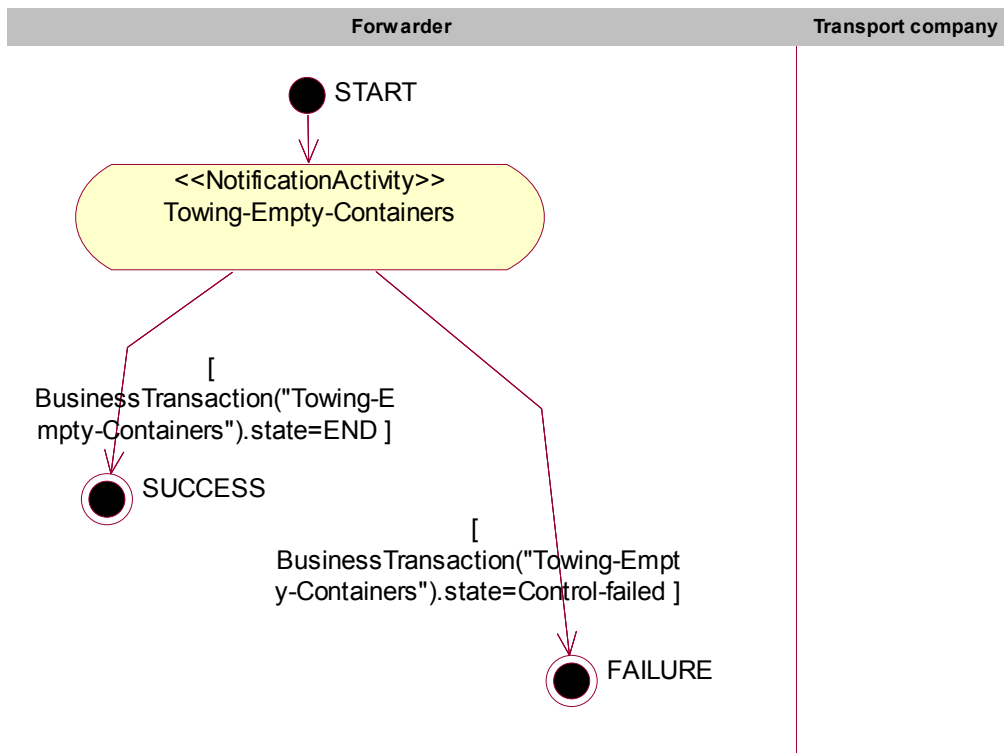 Forwarder
Transport company
START
<<NotificationActivity>>
Towing-Empty-Containers
[
BusinessTransaction("Towing-E
mpty-Containers").state=END ]
SUCCESS
[
BusinessTransaction("Towing-Empt
y-Containers").state=Control-failed ]
FAILURE